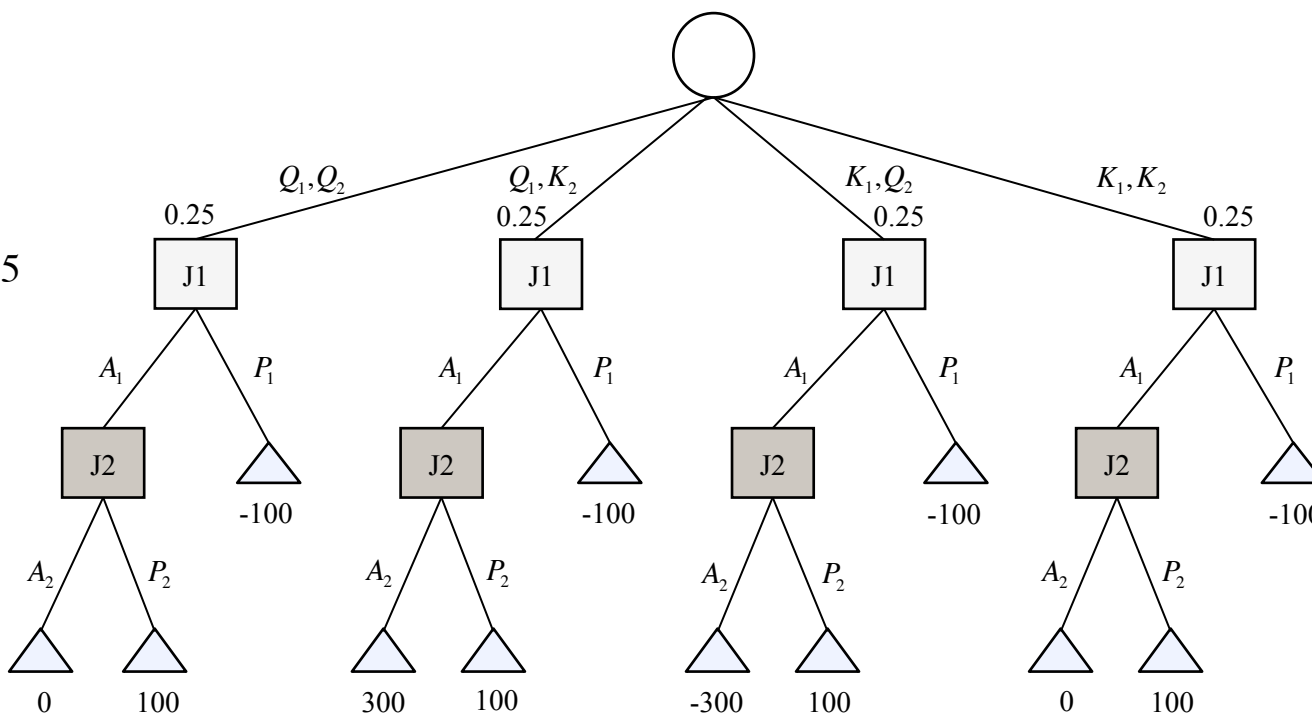 Q₁,Q₂ Q₁,K₂ K₁,Q₂ K₁,K₂
0.25 0.25 0.25 0.25
5 J1 J1 J1 J1
A₁ P₁ A₁ P₁ A₁ P₁ A₁ P₁
J2 J2 J2 J2
-100 -100 -100 -100
A₂ P₂ A₂ P₂ A₂ P₂ A₂ P₂
0 100 300 100 -300 100 0 100